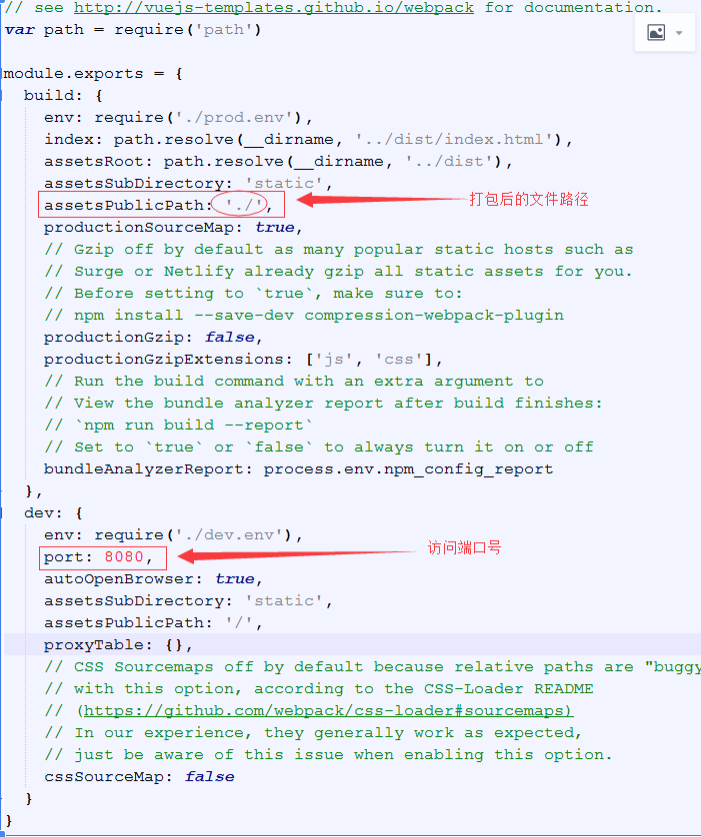 // see http://vuejs-templates.github.io/webpack for documentation.
var path = require('path')
module.exports = {
build: {
env: require('./prod.env'),
index: path.resolve(__dirname, '../dist/index.html'),
assetsRoot: path.resolve(__dirname, '../dist'),
assetsSubDirectory: 'static',
assetsPublicPath: './', 打包后的文件路径
productionSourceMap: true,
// Gzip off by default as many popular static hosts such as
// Surge or Netlify already gzip all static assets for you.
// Before setting to `true`, make sure to:
// npm install --save-dev compression-webpack-plugin
productionGzip: false,
productionGzipExtensions: ['js', 'css'],
// Run the build command with an extra argument to
// View the bundle analyzer report after build finishes:
// `npm run build --report`
// Set to `true` or `false` to always turn it on or off
bundleAnalyzerReport: process.env.npm_config_report
},
dev: {
env: require('./dev.env'),
port: 8080, 访问端口号
autoOpenBrowser: true,
assetsSubDirectory: 'static',
assetsPublicPath: '/',
proxyTable: {},
// CSS Sourcemaps off by default because relative paths are "buggy
// with this option, according to the CSS-Loader README
// (https://github.com/webpack/css-loader#sourcemaps)
// In our experience, they generally work as expected,
// just be aware of this issue when enabling this option.
cssSourceMap: false
}
}